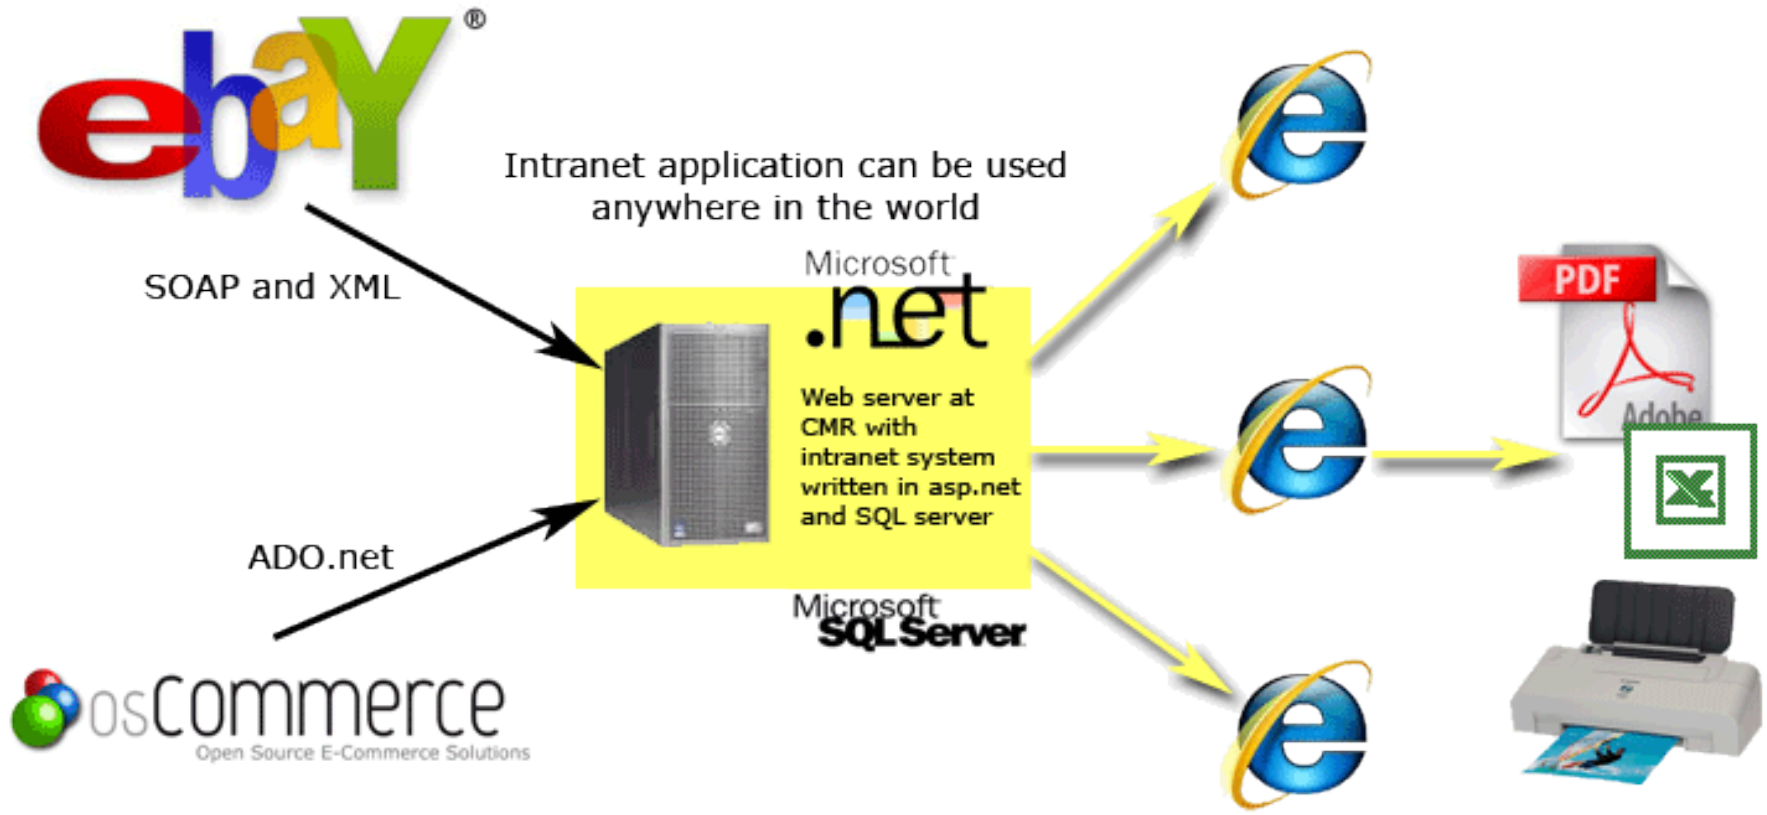 ebaY®
Intranet application can be used
anywhere in the world
SOAP and XML
Microsoft
.net
Web server at
CMR with
intranet system
written in asp.net
and SQL server
ADO.net
Microsoft
SQL Server
osCommerce
Open Source E-Commerce Solutions
e
e
e
PDF
Adobe
X